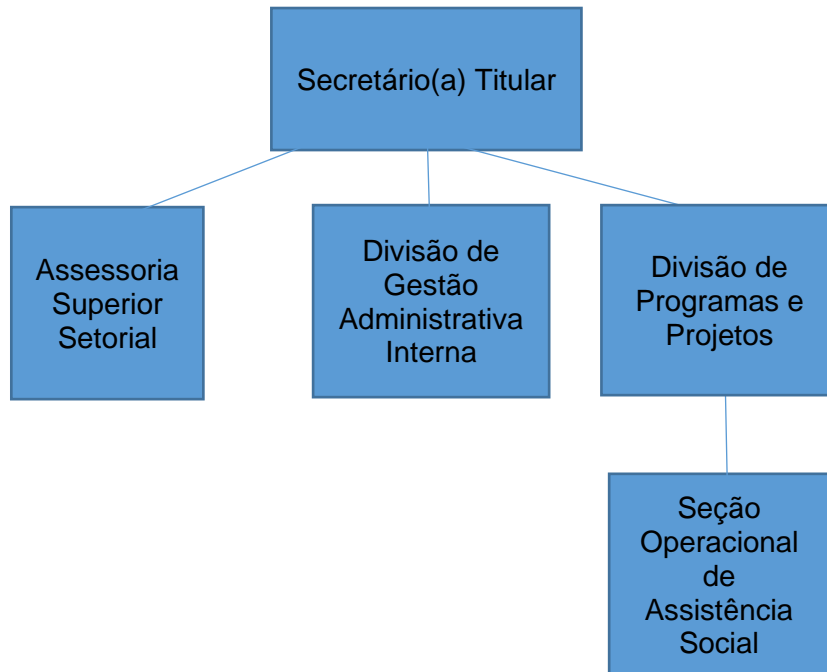 Secretário(a) Titular
Assessoria
Superior
Setorial
Divisão de
Gestão
Administrativa
Interna
Divisão de
Programas e
Projetos
Seção
Operacional
de
Assistência
Social